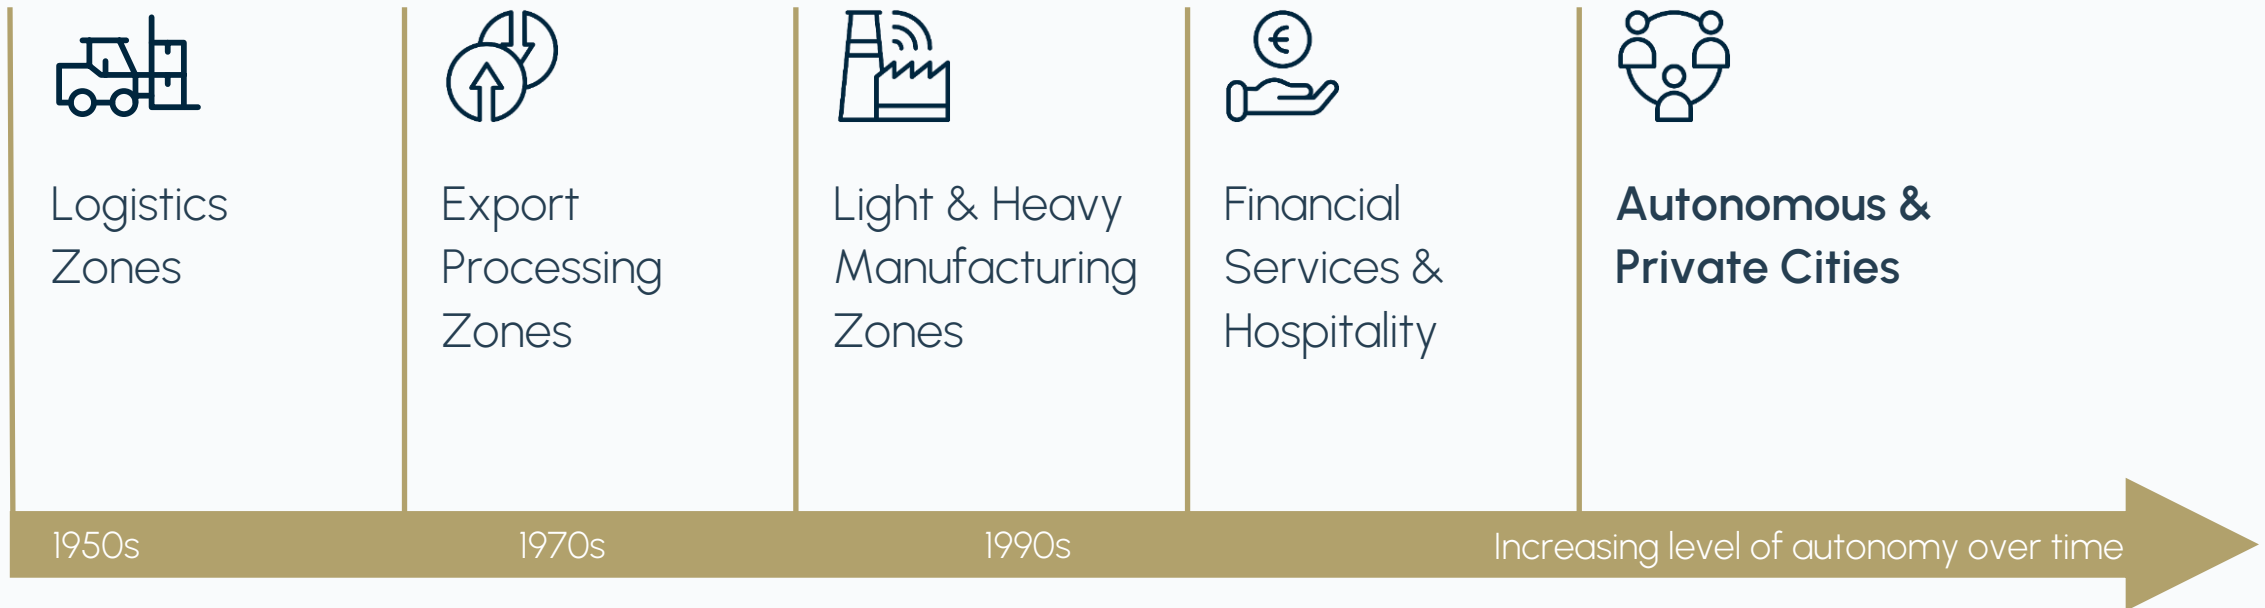 Logistics
Zones
Export
Processing
Zones
Light & Heavy
Manufacturing
Zones
Financial
Services &
Hospitality
Autonomous &
Private Cities
1950s
1970s
1990s
Increasing level of autonomy over time